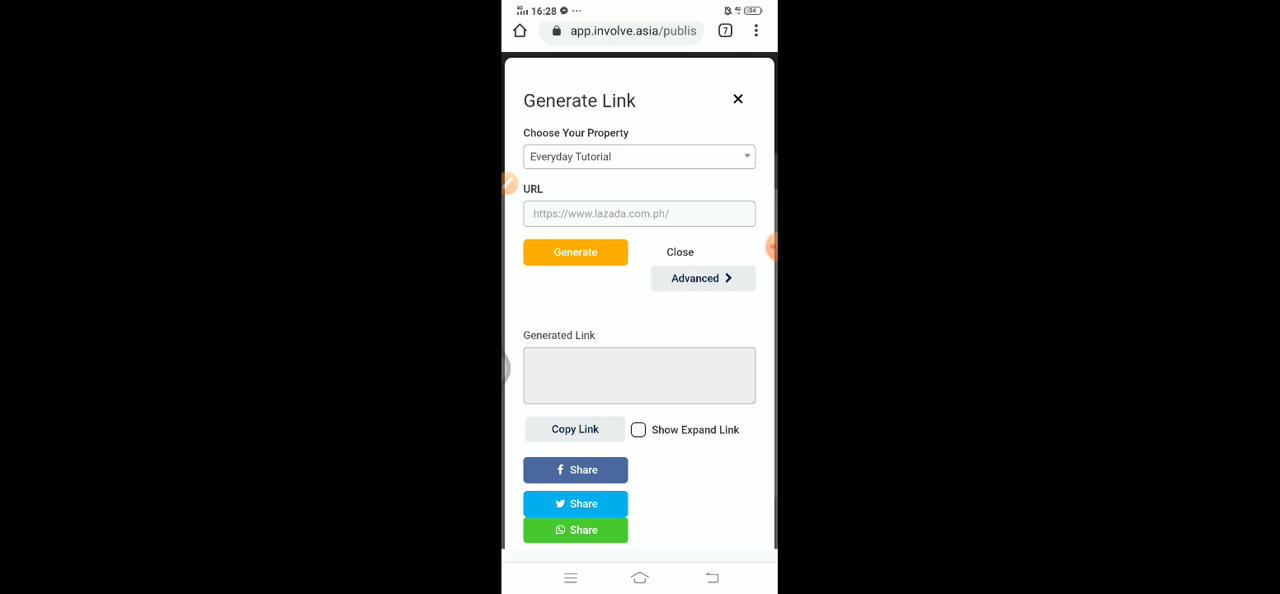 16:28 ···
34
app.involve.asia/publis
7
Generate Link
Choose Your Property
Everyday Tutorial
URL
https://www.lazada.com.ph/
Generate
Close
Advanced
Generated Link
Copy Link
Show Expand Link
Share
Share
Share